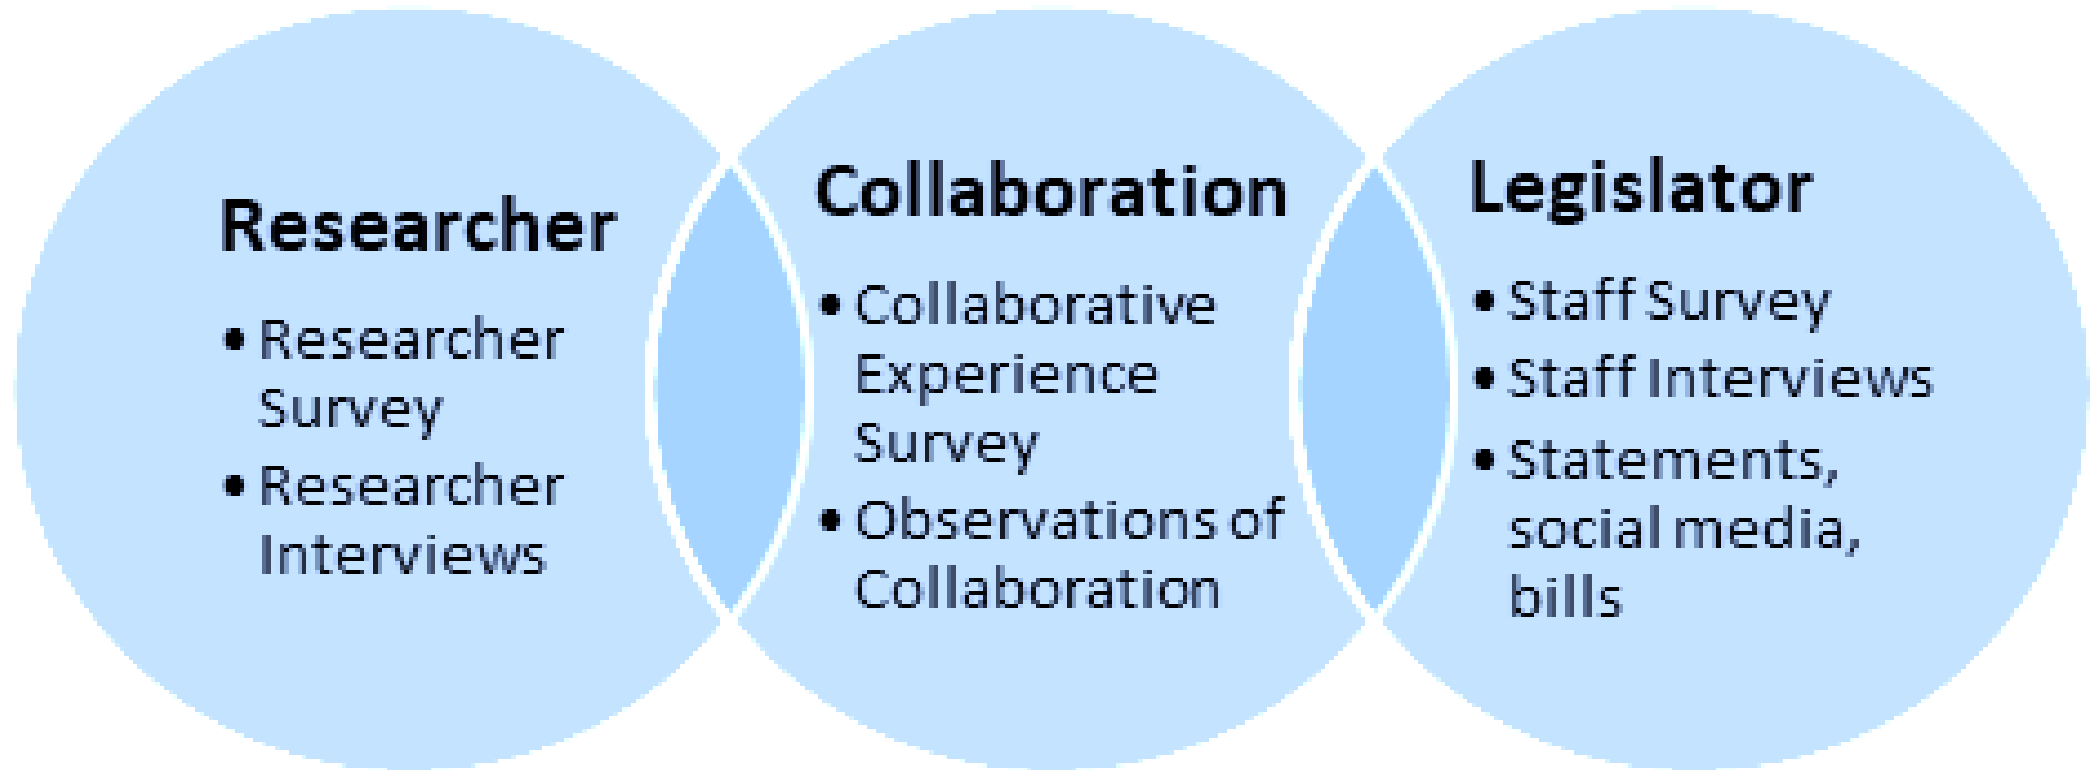 Researcher
• Researcher
Survey
• Researcher
Interviews
Collaboration
• Collaborative
Experience
Survey
• Observations of
Collaboration
Legislator
• Staff Survey
• Staff Interviews
• Statements,
social media,
bills